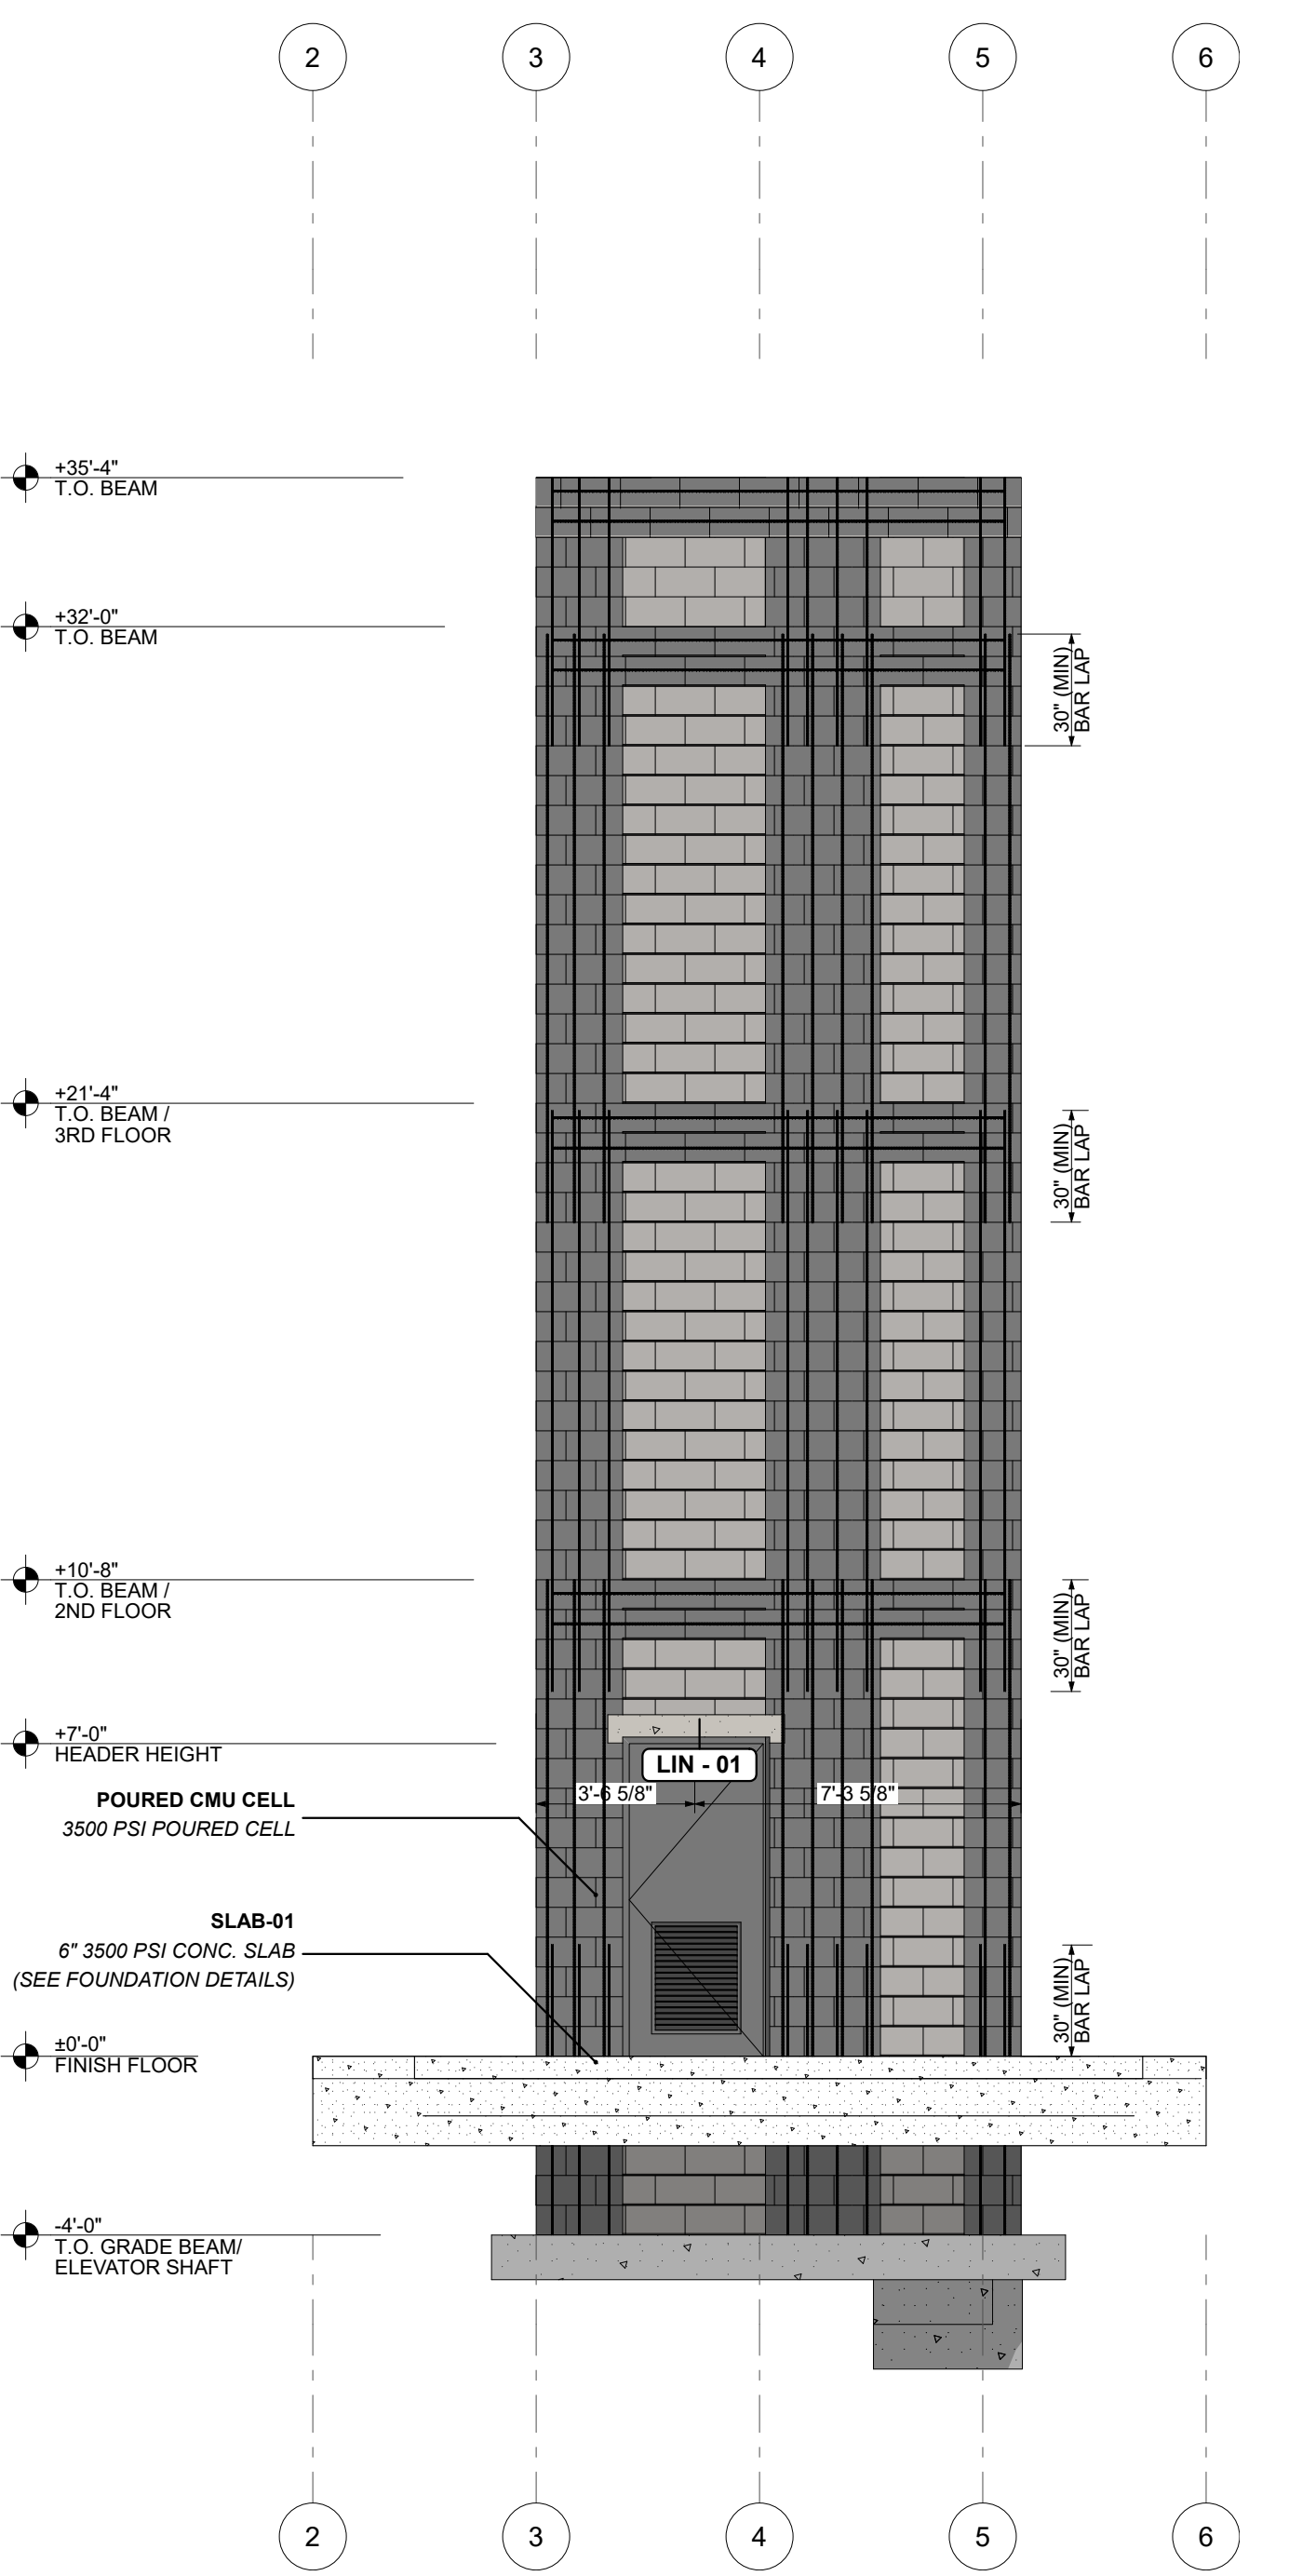 2 3 4 5 6
+35'-4"
T.O. BEAM
+32'-0"
T.O. BEAM
30" (MIN)
BAR LAP
+21'-4"
T.O. BEAM /
3RD FLOOR
30" (MIN)
BAR LAP
+10'-8"
T.O. BEAM /
2ND FLOOR
30" (MIN)
BAR LAP
+7'-0"
HEADER HEIGHT
LIN - 01
3'-6 5/8" 7'-3 5/8"
POURED CMU CELL
3500 PSI POURED CELL
SLAB-01
6" 3500 PSI CONC. SLAB
(SEE FOUNDATION DETAILS)
30" (MIN)
BAR LAP
±0'-0"
FINISH FLOOR
-4'-0"
T.O. GRADE BEAM/
ELEVATOR SHAFT
2 3 4 5 6